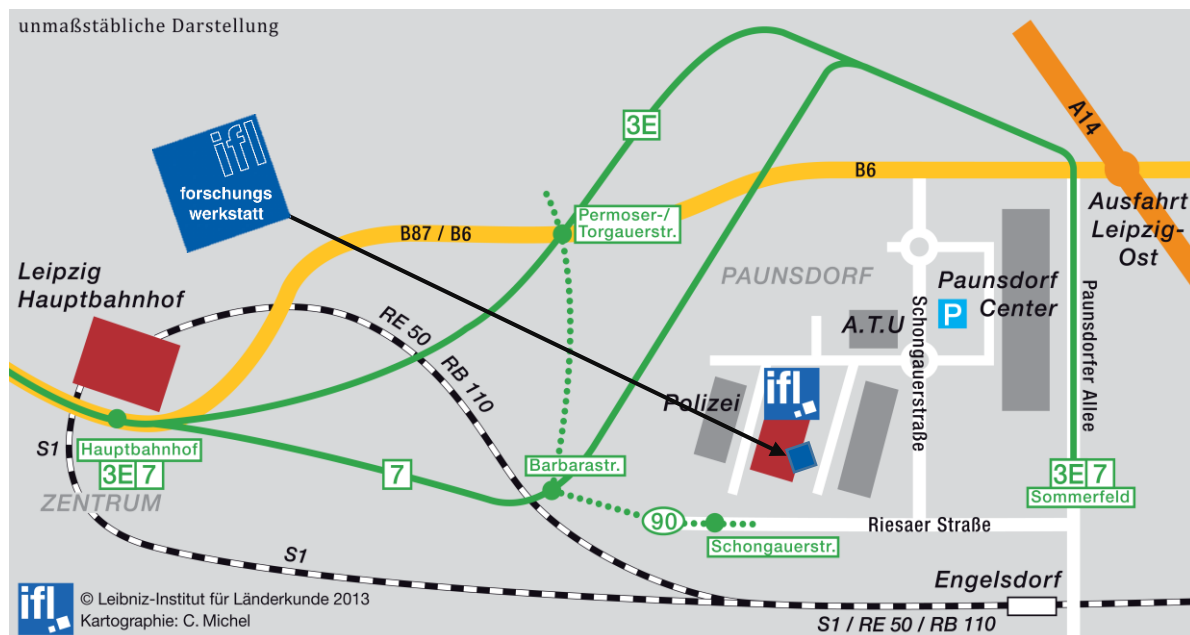 unmaßstäbliche Darstellung
ifl
forschungs
werkstatt
3E
A14
B6
Ausfahrt
Leipzig-
Ost
Permoser-/
Torgauerstr.
B87 / B6
Leipzig
Hauptbahnhof
PAUNSDORF
Paunsdorf
Center
P
A.T.U
Schongauerstraße
Paunsdorfer Allee
RE 50
RB 110
ifl
Polizei
Hauptbahnhof
3E 7
S1
ZENTRUM
7
Barbarastr.
3E 7
Sommerfeld
90
Riesaer Straße
Schongauerstr.
S1
Engelsdorf
S1 / RE 50 / RB 110
ifl
© Leibniz-Institut für Länderkunde 2013
Kartographie: C. Michel